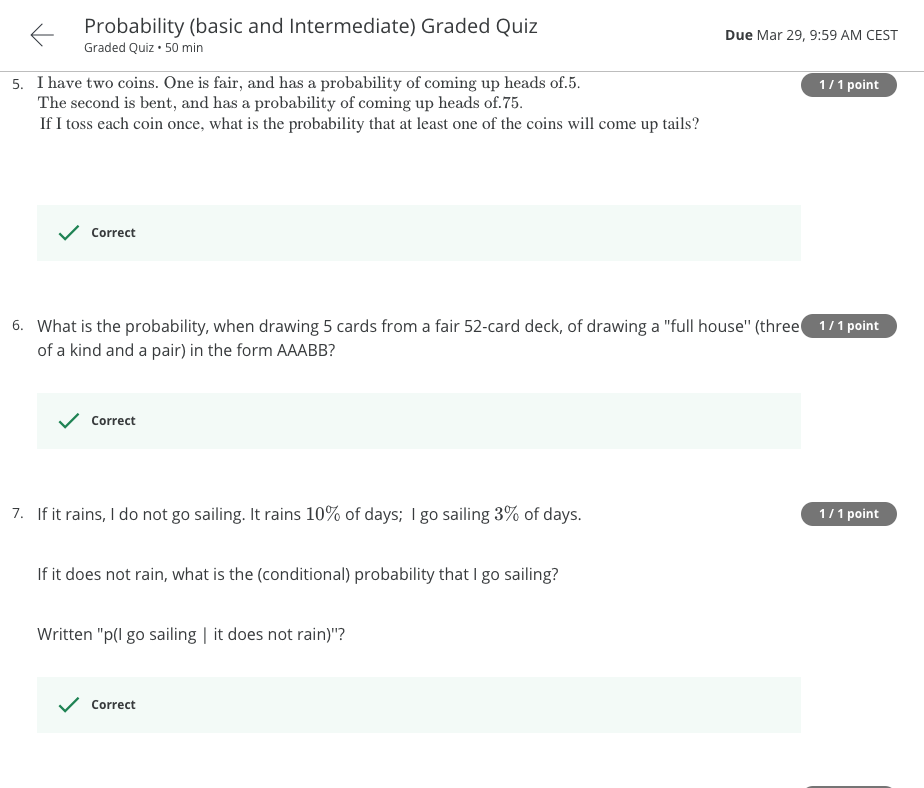 Probability (basic and Intermediate) Graded Quiz
Graded Quiz • 50 min
Due Mar 29, 9:59 AM CEST
5. I have two coins. One is fair, and has a probability of coming up heads of.5.
1 / 1 point
The second is bent, and has a probability of coming up heads of.75.
If I toss each coin once, what is the probability that at least one of the coins will come up tails?
Correct
6. What is the probability, when drawing 5 cards from a fair 52-card deck, of drawing a "full house'' (three
1 / 1 point
of a kind and a pair) in the form AAABB?
Correct
7. If it rains, I do not go sailing. It rains 10% of days; I go sailing 3% of days.
1 / 1 point
If it does not rain, what is the (conditional) probability that I go sailing?
Written "p(I go sailing | it does not rain)''?
Correct